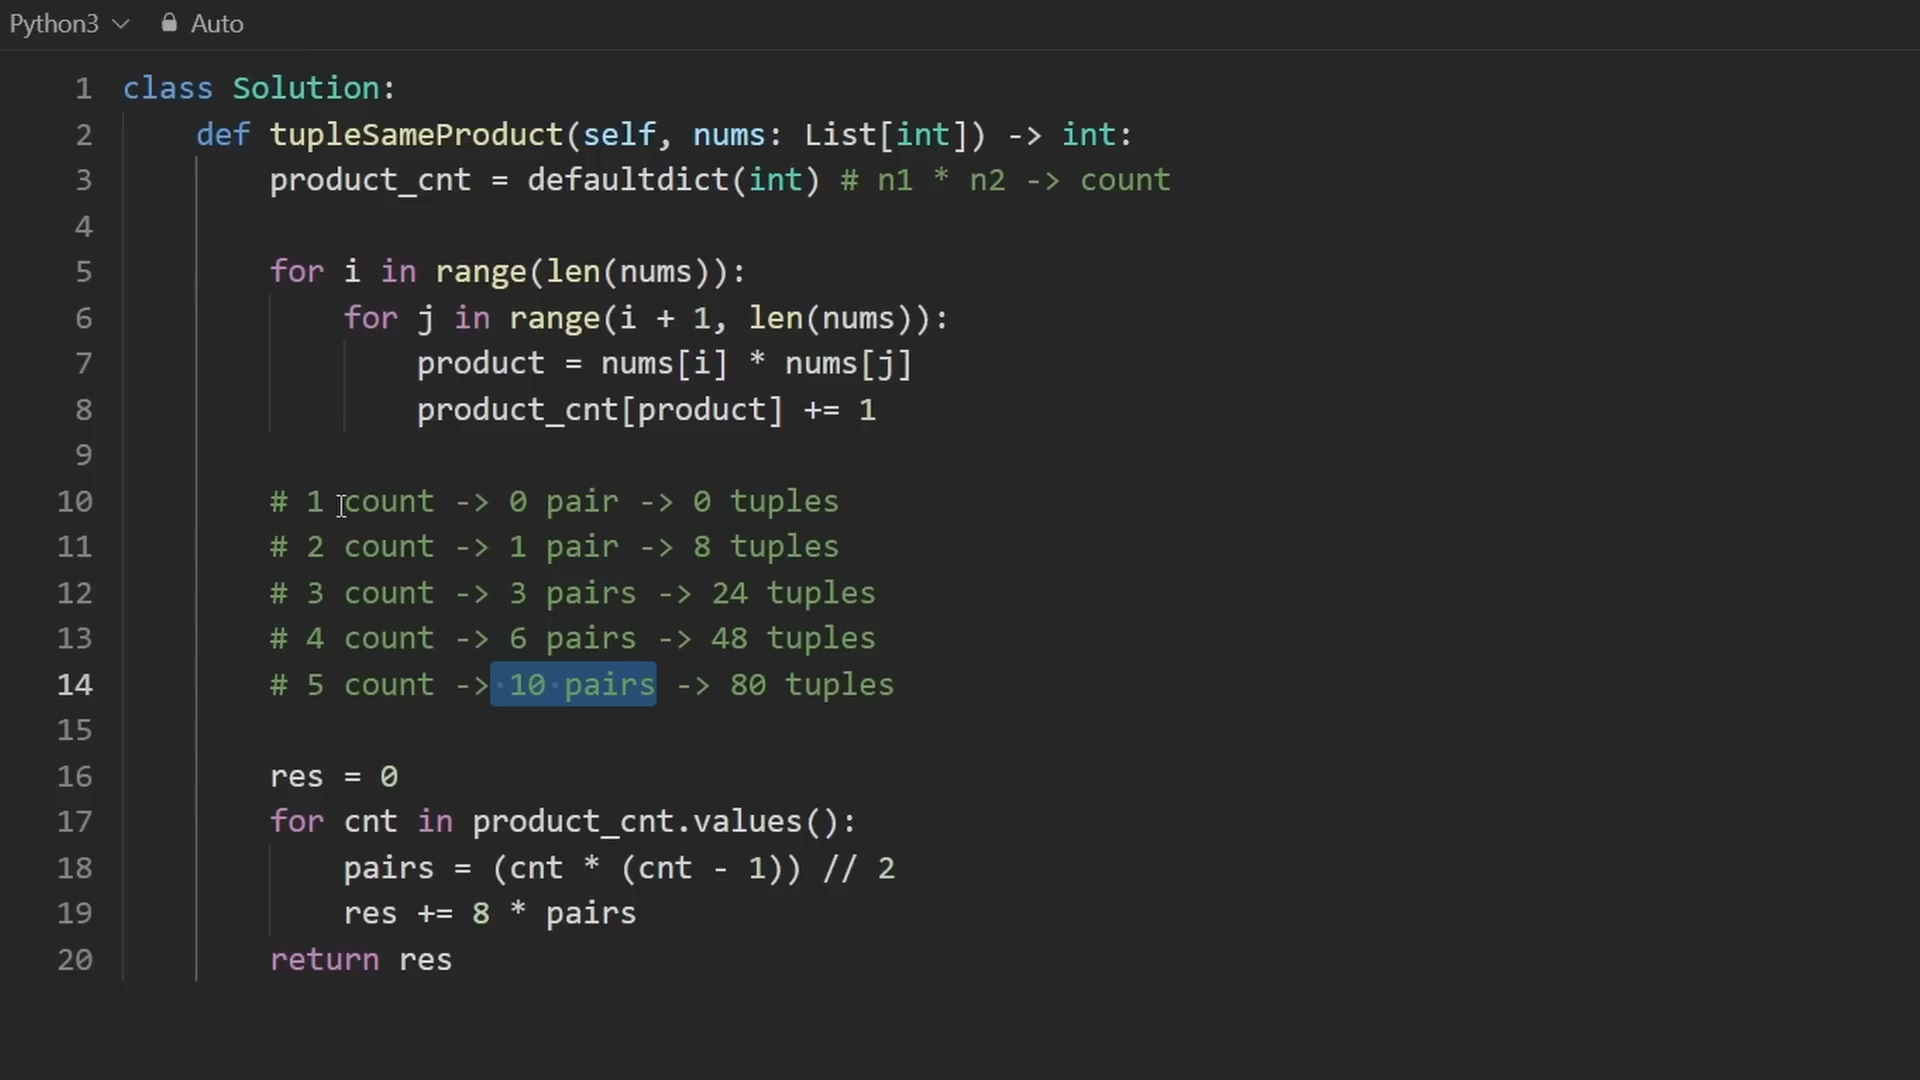 Python3 Auto
1 class Solution:
2     def tupleSameProduct(self, nums: List[int]) -> int:
3         product_cnt = defaultdict(int) # n1 * n2 -> count
4
5         for i in range(len(nums)):
6             for j in range(i + 1, len(nums)):
7                 product = nums[i] * nums[j]
8                 product_cnt[product] += 1
9
10         # 1 count -> 0 pair -> 0 tuples
11         # 2 count -> 1 pair -> 8 tuples
12         # 3 count -> 3 pairs -> 24 tuples
13         # 4 count -> 6 pairs -> 48 tuples
14         # 5 count -> 10 pairs -> 80 tuples
15
16         res = 0
17         for cnt in product_cnt.values():
18             pairs = (cnt * (cnt - 1)) // 2
19             res += 8 * pairs
20         return res